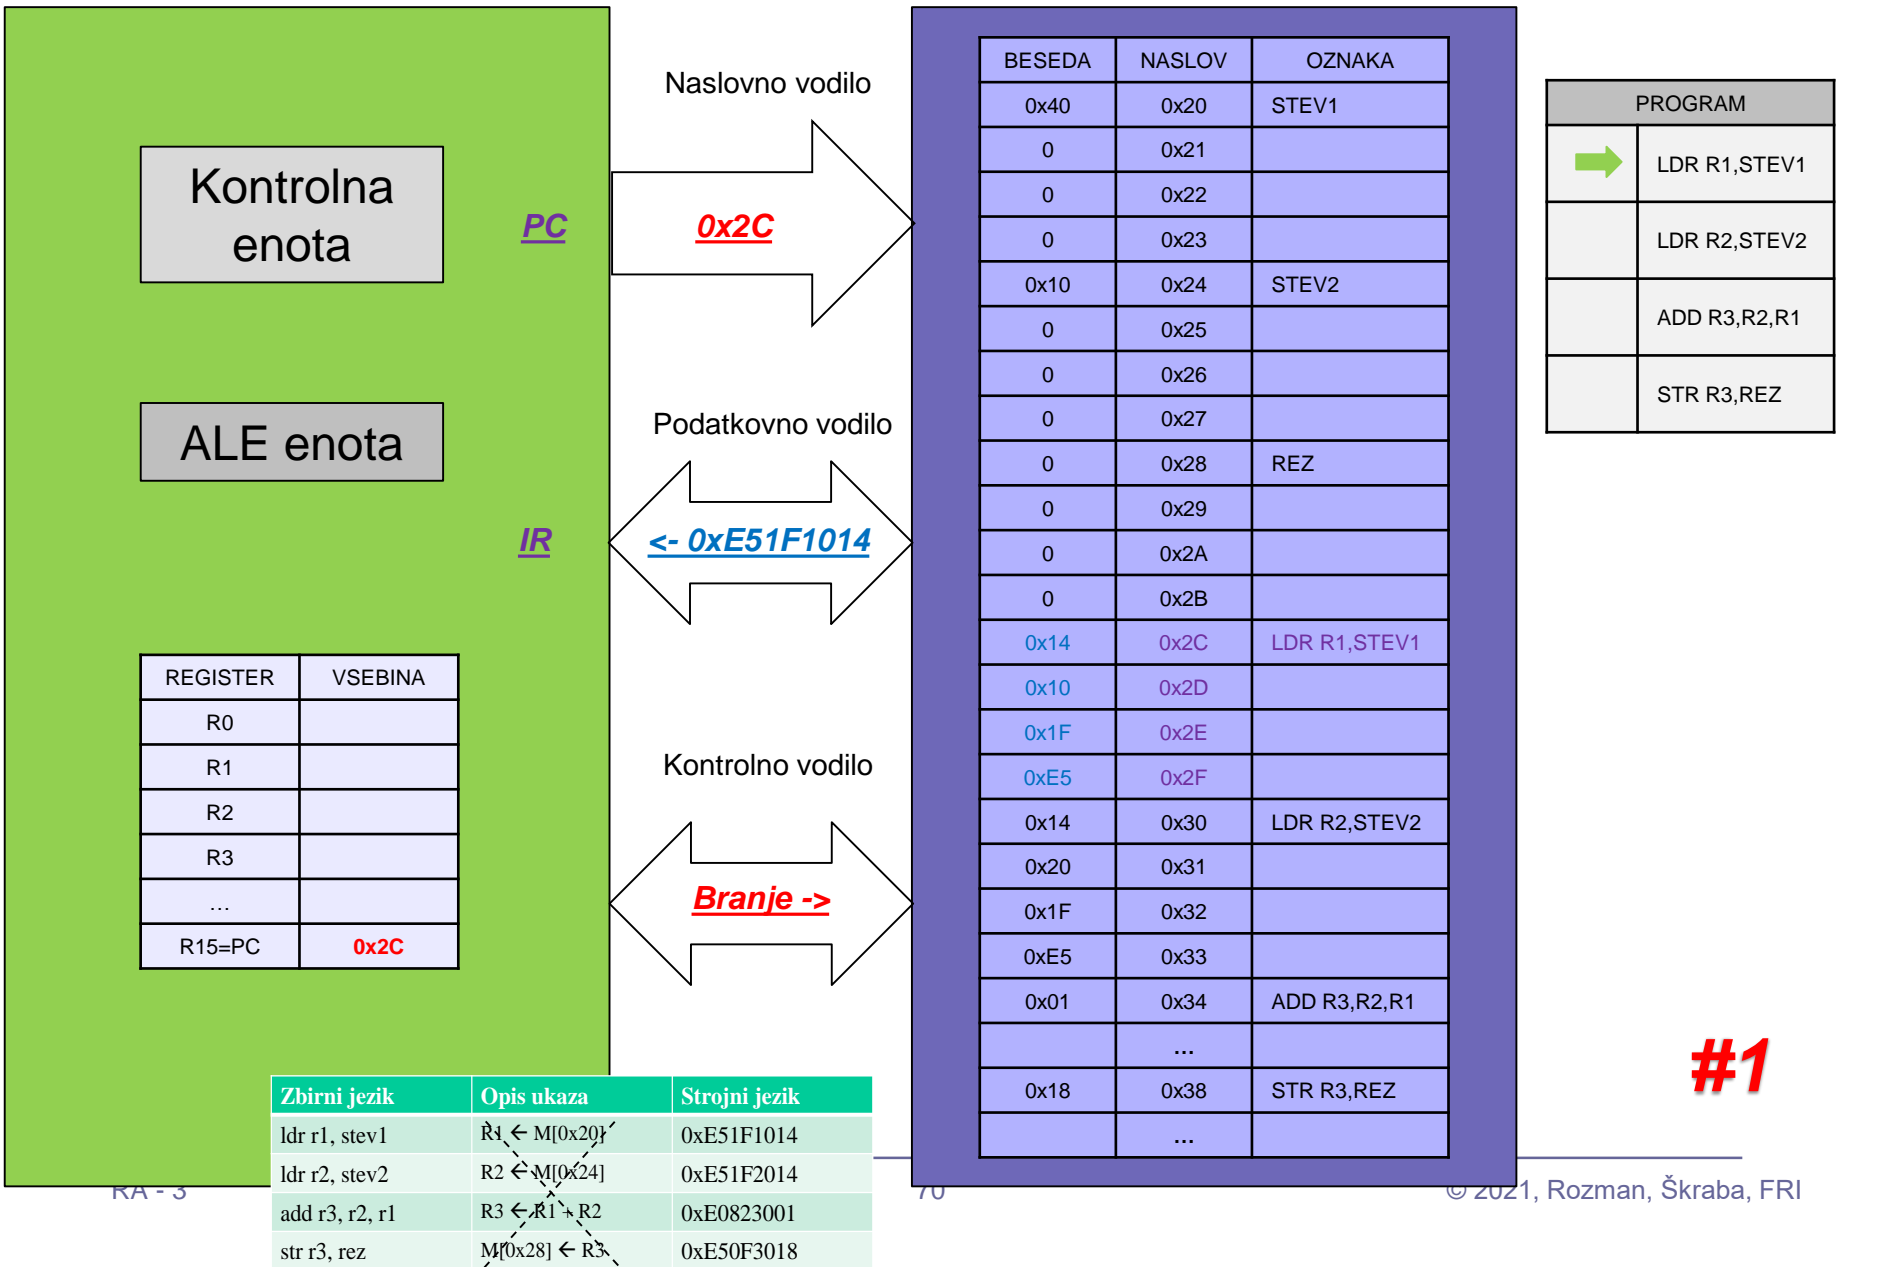 Kontrolna
enota
PC
ALE enota
IR
REGISTER VSEBINA
R0
R1
R2
R3
…
R15=PC 0x2C
Naslovno vodilo
0x2C
Podatkovno vodilo
<- 0xE51F1014
Kontrolno vodilo
Branje ->
BESEDA NASLOV OZNAKA
0x40 0x20 STEV1
0 0x21
0 0x22
0 0x23
0x10 0x24 STEV2
0 0x25
0 0x26
0 0x27
0 0x28 REZ
0 0x29
0 0x2A
0 0x2B
0x14 0x2C LDR R1,STEV1
0x10 0x2D
0x1F 0x2E
0xE5 0x2F
0x14 0x30 LDR R2,STEV2
0x20 0x31
0x1F 0x32
0xE5 0x33
0x01 0x34 ADD R3,R2,R1
...
0x18 0x38 STR R3,REZ
...
PROGRAM
LDR R1,STEV1
LDR R2,STEV2
ADD R3,R2,R1
STR R3,REZ
#1
Zbirni jezik Opis ukaza Strojni jezik
ldr r1, stev1 R1 ← M[0x20] 0xE51F1014
ldr r2, stev2 R2 ← M[0x24] 0xE51F2014
add r3, r2, r1 R3 ← R1 + R2 0xE0823001
str r3, rez M[0x28] ← R3 0xE50F3018
RA - 3
70
© 2021, Rozman, Škraba, FRI